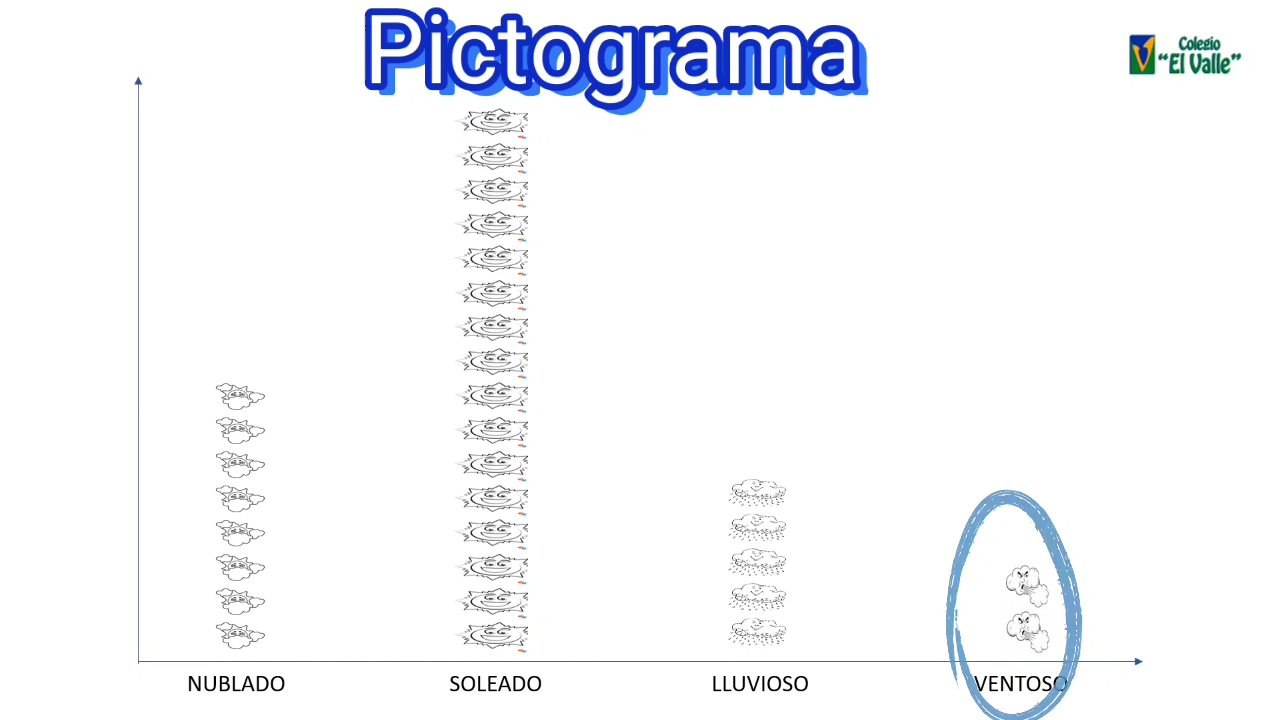 Pictograma
Colegio
"El Valle"
NUBLADO
SOLEADO
LLUVIOSO
VENTOSO